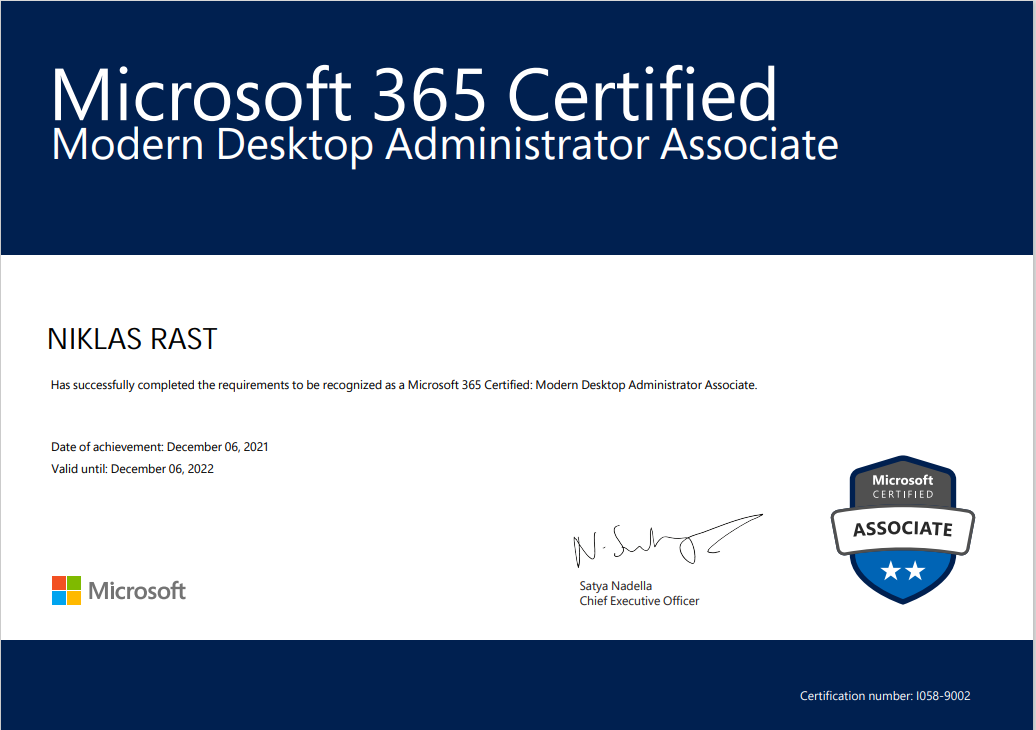 Microsoft 365 Certified
Modern Desktop Administrator Associate
NIKLAS RAST
Has successfully completed the requirements to be recognized as a Microsoft 365 Certified: Modern Desktop Administrator Associate.
Date of achievement: December 06, 2021
Valid until: December 06, 2022
Microsoft
CERTIFIED
ASSOCIATE
Satya Nadella
Chief Executive Officer
Microsoft
Certification number: I058-9002